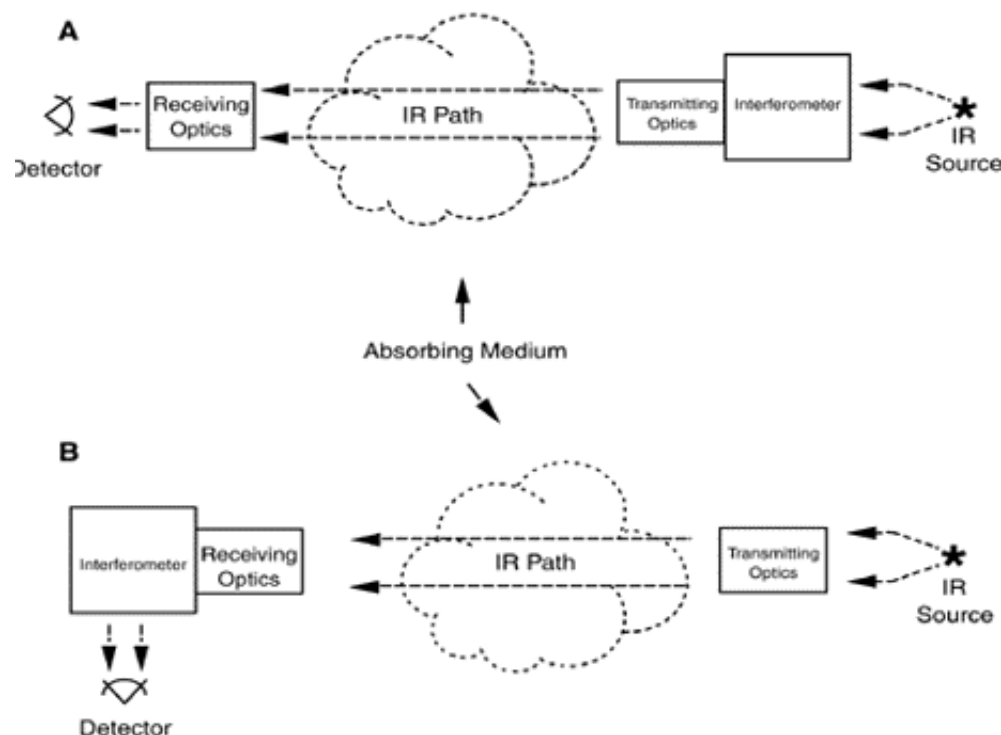 A
Receiving
Optics
IR Path
Transmitting
Optics
Interferometer
IR
Source
Detector
Absorbing Medium
B
Interferometer
Receiving
Optics
IR Path
Transmitting
Optics
IR
Source
Detector